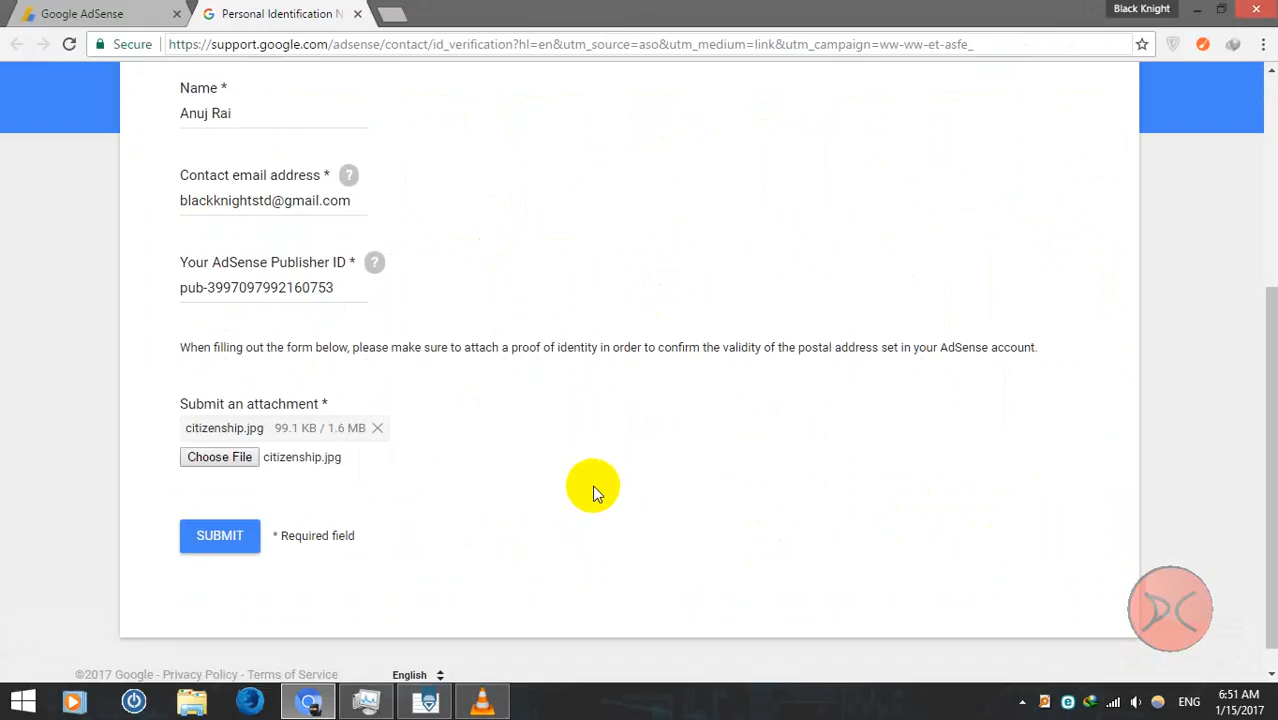 Google AdSense
Personal Identification N
Black Knight
Secure
https://support.google.com/adsense/contact/id_verification?hl=en&utm_source=aso&utm_medium=link&utm_campaign=ww-ww-et-asfe_
Name *
Anuj Rai
Contact email address * ?
blackknightstd@gmail.com
Your AdSense Publisher ID * ?
pub-3997097992160753
When filling out the form below, please make sure to attach a proof of identity in order to confirm the validity of the postal address set in your AdSense account.
Submit an attachment *
citizenship.jpg 99.1 KB / 1.6 MB
Choose File citizenship.jpg
SUBMIT * Required field
©2017 Google - Privacy Policy - Terms of Service English
ENG
6:51 AM
1/15/2017